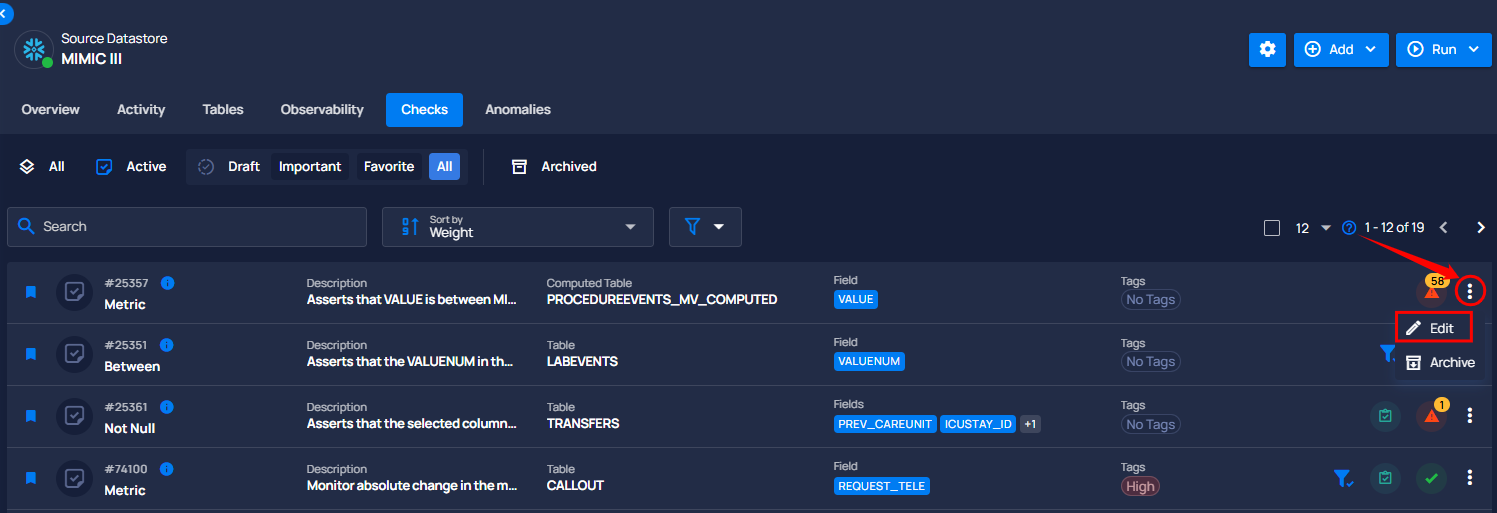 Source Datastore
MIMIC III
Add
Run
Overview
Activity
Tables
Observability
Checks
Anomalies
All
Active
Draft
Important
Favorite
All
Archived
Search
Sort by
Weight
12
1 - 12 of 19
#25357
Metric
Description
Asserts that VALUE is between MI...
Computed Table
PROCEDUREEVENTS_MV_COMPUTED
Field
VALUE
Tags
No Tags
58
Edit
Archive
#25351
Between
Description
Asserts that the VALUENUM in th...
Table
LABEVENTS
Field
VALUENUM
Tags
No Tags
#25361
Not Null
Description
Asserts that the selected column...
Table
TRANSFERS
Fields
PREV_CAREUNIT ICUSTAY_ID +1
Tags
No Tags
1
#74100
Metric
Description
Monitor absolute change in the m...
Table
CALLOUT
Field
REQUEST_TELE
Tags
High